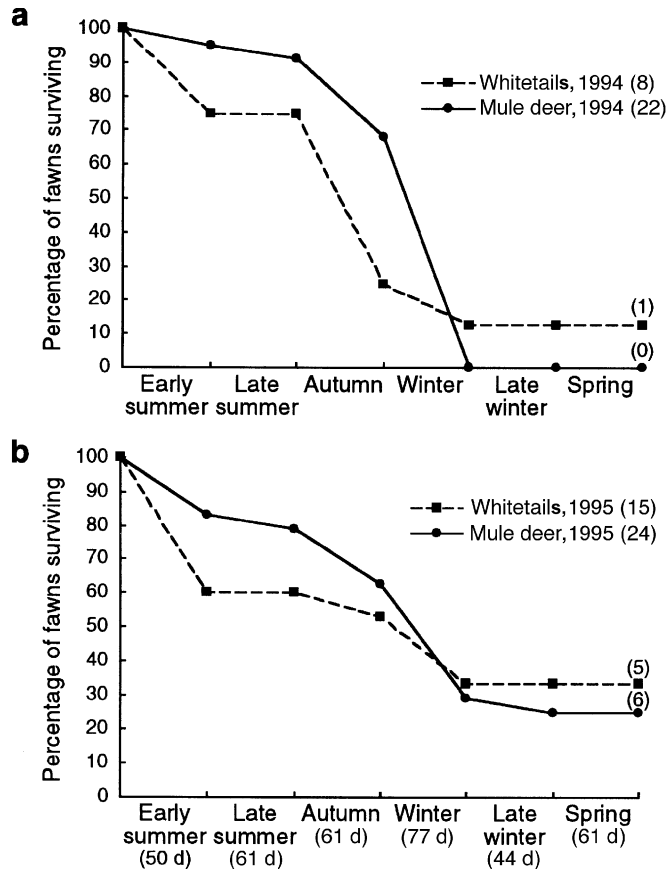 a
Percentage of fawns surviving
100
90
80
70
60
50
40
30
20
10
0
Whitetails, 1994 (8)
Mule deer, 1994 (22)
(1)
(0)
Early summer
Late summer
Autumn
Winter
Late winter
Spring
b
Percentage of fawns surviving
100
90
80
70
60
50
40
30
20
10
0
Whitetails, 1995 (15)
Mule deer, 1995 (24)
(5)
(6)
Early summer (50 d)
Late summer (61 d)
Autumn (61 d)
Winter (77 d)
Late winter (44 d)
Spring (61 d)